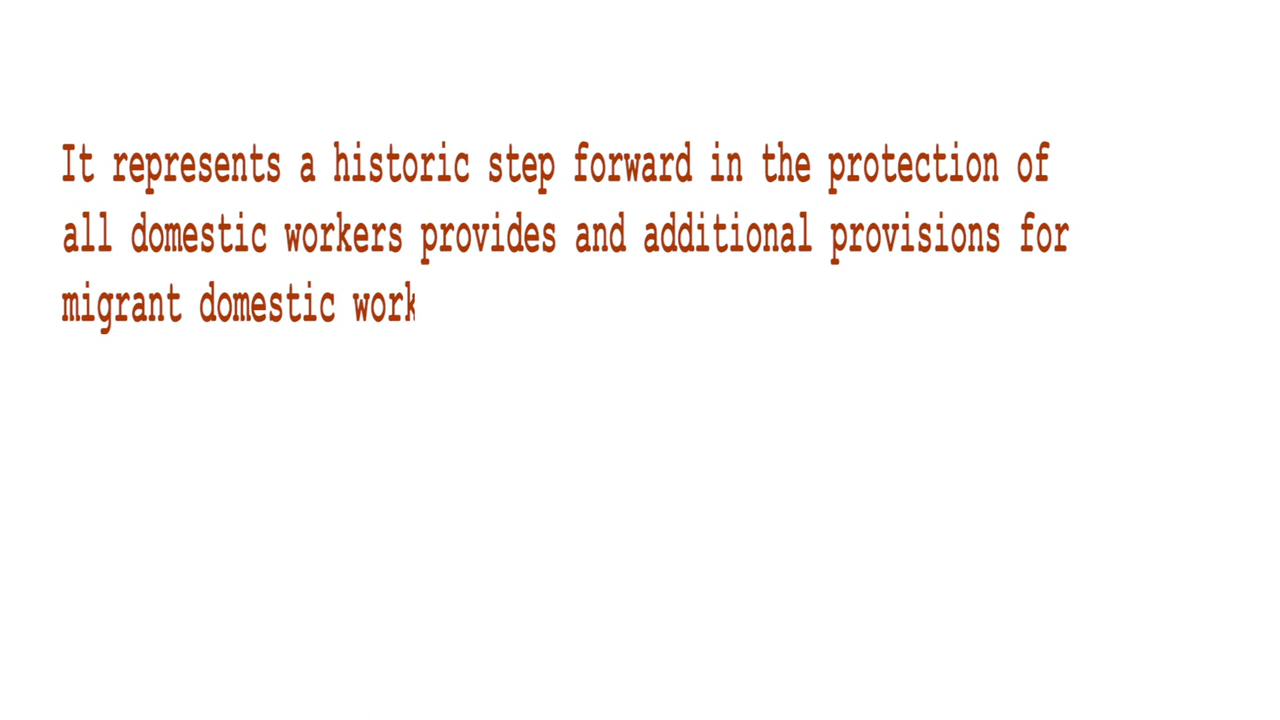 It represents a historic step forward in the protection of
all domestic workers provides and additional provisions for
migrant domestic work